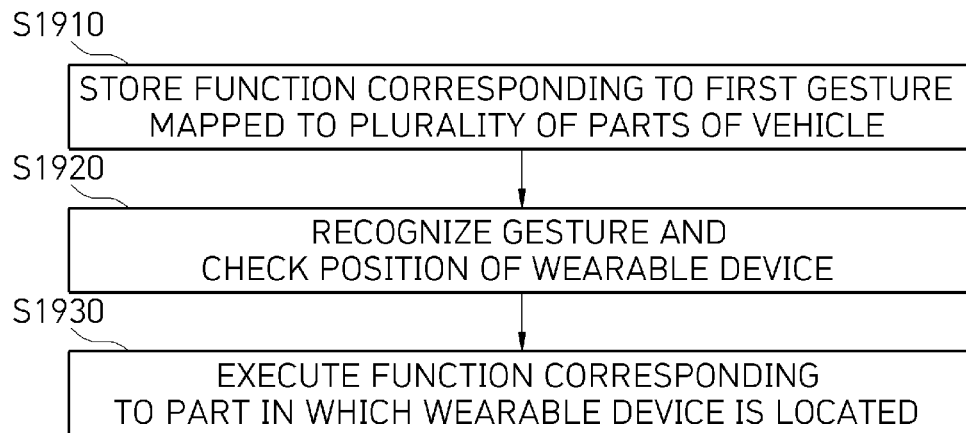 S1910
STORE FUNCTION CORRESPONDING TO FIRST GESTURE
MAPPED TO PLURALITY OF PARTS OF VEHICLE
S1920
RECOGNIZE GESTURE AND
CHECK POSITION OF WEARABLE DEVICE
S1930
EXECUTE FUNCTION CORRESPONDING
TO PART IN WHICH WEARABLE DEVICE IS LOCATED